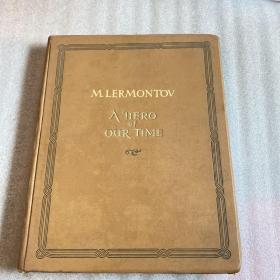 M.LERMONTOV
A HERO
of
OUR TIME